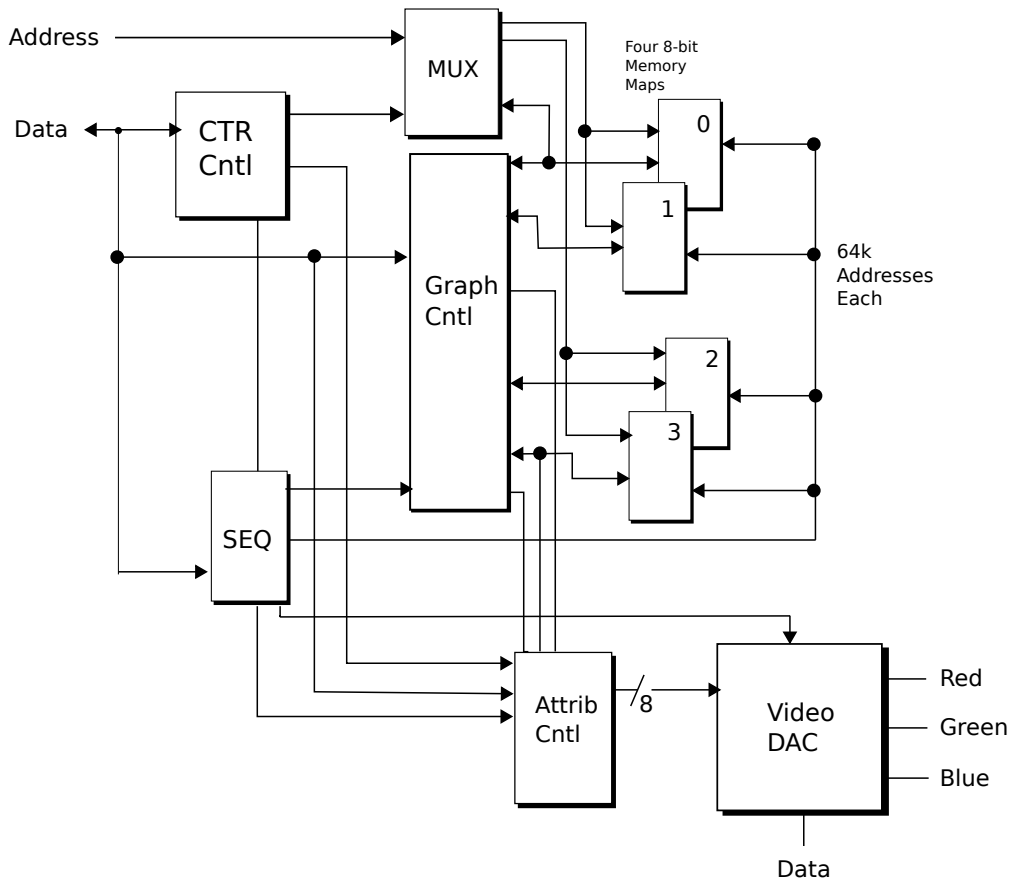 Address
MUX
Four 8-bit
Memory
Maps
0
Data
CTR
Cntl
1
64k
Addresses
Each
Graph
Cntl
2
3
SEQ
Attrib
Cntl
8
Video
DAC
Red
Green
Blue
Data